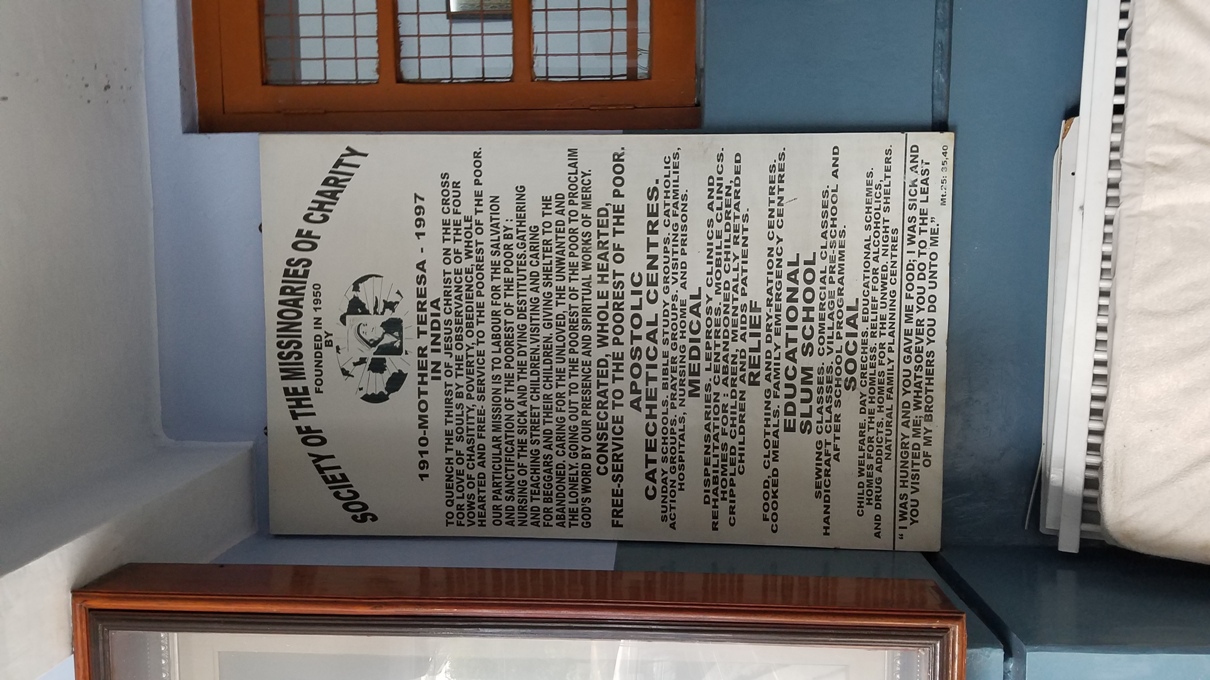 SOCIETY OF THE MISSINOARIES OF CHARITY
FOUNDED IN 1950
BY
1910-MOTHER TERESA - 1997
IN INDIA
TO QUENCH THE THIRST OF JESUS CHRIST ON THE CROSS
FOR LOVE OF SOULS BY THE OBSERVANCE OF THE FOUR
VOWS OF CHASITITY, POVERITY, OBEDIENCE, WHOLE
HEARTED AND FREE- SERVICE TO THE POOREST OF THE POOR.
OUR PARTICULAR MISSION IS TO LABOUR FOR THE SALVATION
AND SANCTIFICATION OF THE POOREST OF THE POOR BY :
NURSING OF THE SICK AND THE DYING DESTITUTES.GATHERING
AND TEACHING STREET CHILDREN.VISITING AND CARING
FOR BEGGARS AND THEIR CHILDREN,GIVING SHELTER TO THE
ABANDONED. CARING FOR THE UNLOVED, THE UNWANTED AND
THE LONELY. GOING OUT TO THE POOREST OF THE POOR TO PROCLAIM
GOD'S WORD BY OUR PRESENCE AND SPIRITUAL WORKS OF MERCY.
CONSECRATED, WHOLE HEARTED,
FREE-SERVICE TO THE POOREST OF THE POOR.
APOSTOLIC
CATECHETICAL CENTRES.
SUNDAY SCHOOLS. BIBLE STUDY GROUPS. CATHOLIC
ACTION GROUPS. PRAYER GROUPS. VISITING FAMILIES,
HOSPITALS, NURSING HOME AND PRISONS.
MEDICAL
DISPENSARIES. LEPROSY CLINICS AND
REHABILITATION CENTRES. MOBILE CLINICS.
HOMES FOR : ABANDONED CHILDREN,
CRIPPLED CHILDREN, MENTALLY RETARDED
CHILDREN AND AIDS PATIENTS.
RELIEF
FOOD, CLOTHING AND DRY-RATION CENTRES.
COOKED MEALS. FAMILY EMERGENCY CENTRES.
EDUCATIONAL
SLUM SCHOOL
SEWING CLASSES. COMERCIAL CLASSES.
HANDICRAFT CLASSES. VILLAGE PRE-SCHOOL AND
AFTER SCHOOL PROGRAMMES.
SOCIAL
CHILD WELFARE. DAY CRECHES. EDUCATIONAL SCHEMES.
HOMES FOR THE HOMELESS. RELIEF FOR ALCOHOLICS,
AND DRUG ADDICTS. HOMES FOR THE UNWED. NIGHT SHELTERS.
NATURAL FAMILY PLANNING CENTRES
“ I WAS HUNGRY AND YOU GAVE ME FOOD; I WAS SICK AND
YOU VISITED ME; WHATSOEVER YOU DO TO THE LEAST
OF MY BROTHERS YOU DO UNTO ME.”
Mt.25: 35,40